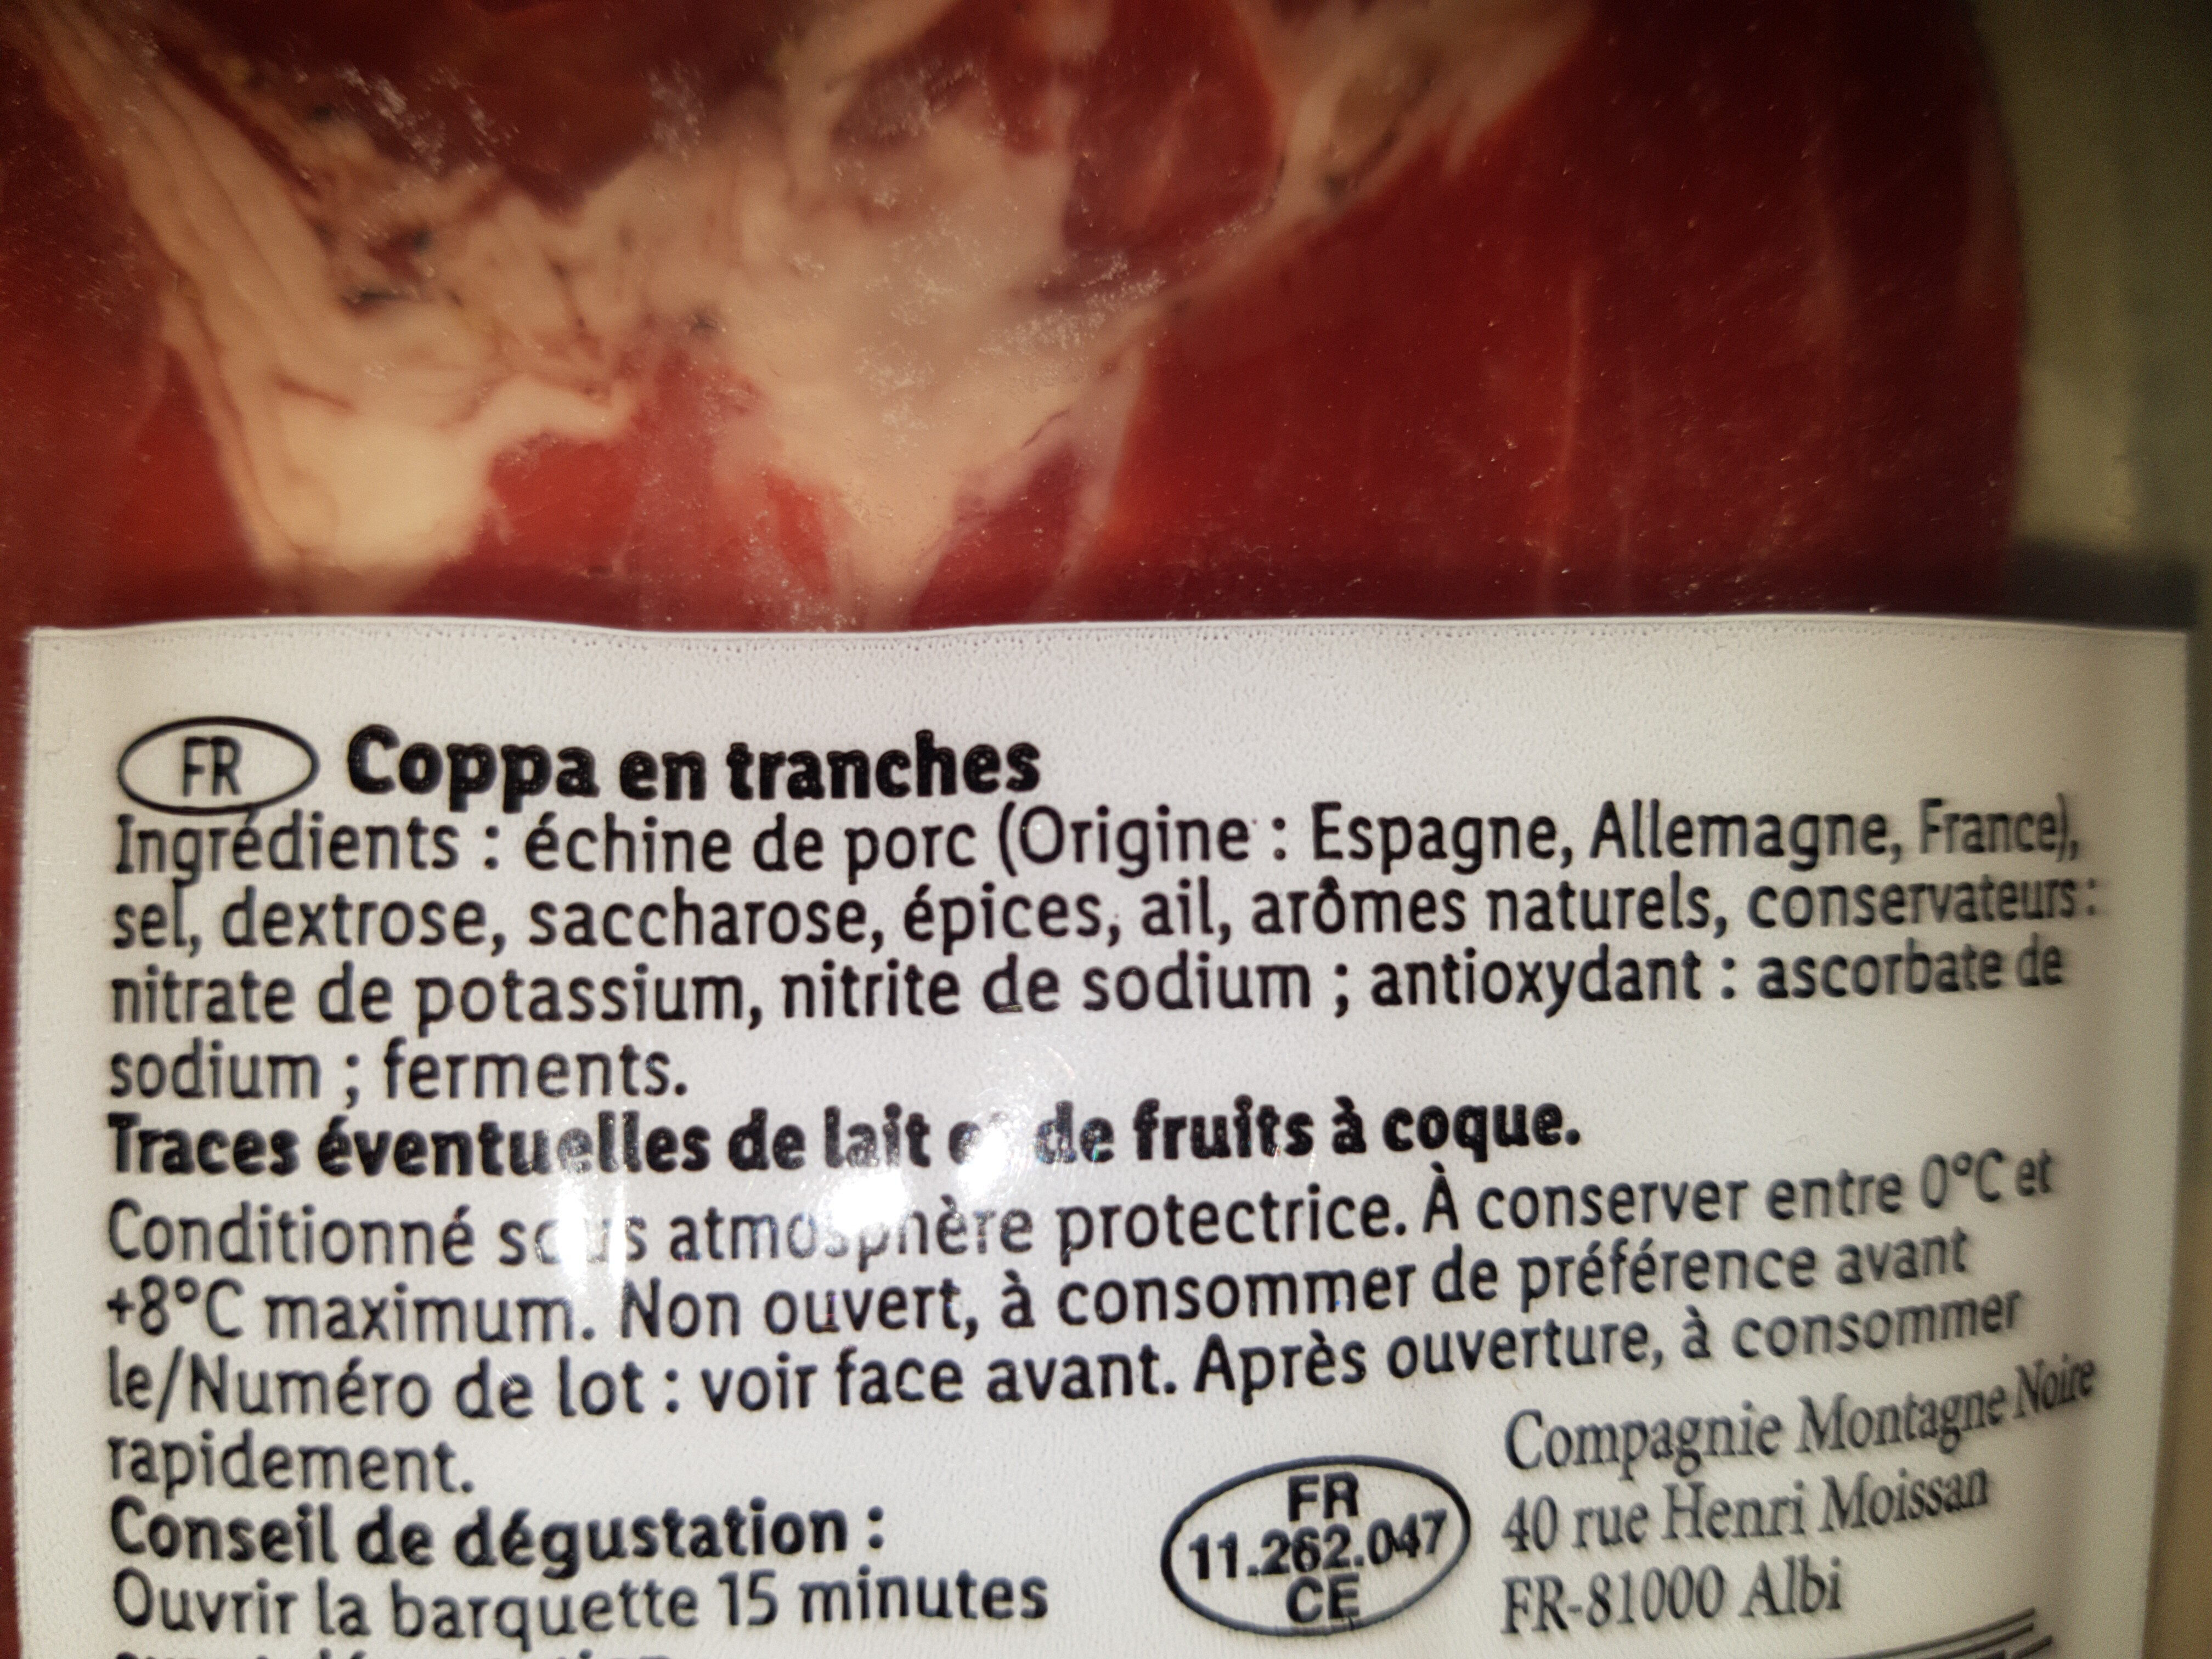 FR Coppa en tranches
Ingrédients : échine de porc (Origine : Espagne, Allemagne, France),
sel, dextrose, saccharose, épices, ail, arômes naturels, conservateurs :
nitrate de potassium, nitrite de sodium ; antioxydant : ascorbate de
sodium ; ferments.
Traces éventuelles de lait et de fruits à coque.
Conditionné sous atmosphère protectrice. À conserver entre 0°C et
+8°C maximum. Non ouvert, à consommer de préférence avant
le/Numéro de lot : voir face avant. Après ouverture, à consommer
rapidement.
Conseil de dégustation :
Ouvrir la barquette 15 minutes
FR
11.262.047
CE
Compagnie Montagne Noire
40 rue Henri Moissan
FR-81000 Albi